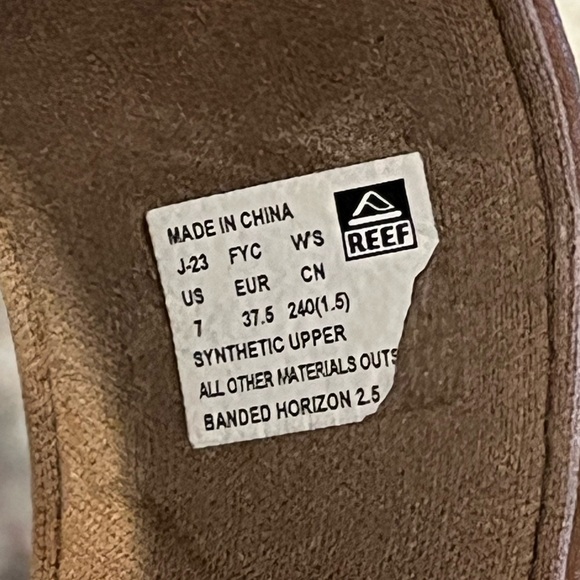 MADE IN CHINA
J-23 FYC W'S
US EUR CN
7 37.5 240(1.5)
SYNTHETIC UPPER
ALL OTHER MATERIALS OUTS
BANDED HORIZON 2.5
REEF